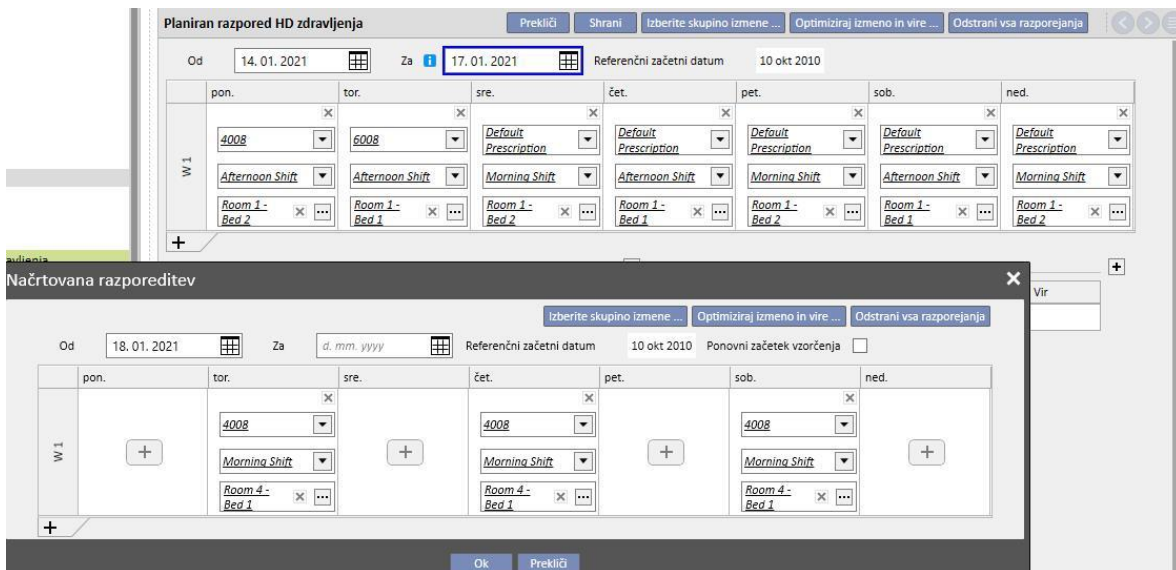 Planiran razpored HD zdravljenja
Prekliči Shrani Izberite skupino izmene ... Optimiziraj izmeno in vire ... Odstrani vsa razporejanja
Od 14. 01. 2021 Za 17. 01. 2021 Referenčni začetni datum 10 okt 2010
pon. tor. sre. čet. pet. sob. ned.
W 1
4008 6008 Default Prescription Default Prescription Default Prescription Default Prescription Default Prescription
Afternoon Shift Afternoon Shift Morning Shift Afternoon Shift Morning Shift Afternoon Shift Morning Shift
Room 1 - Bed 2 Room 1 - Bed 1 Room 1 - Bed 2 Room 1 - Bed 1 Room 1 - Bed 2 Room 1 - Bed 1 Room 1 - Bed 2
Vir
Načrtovana razporeditev
Izberite skupino izmene ... Optimiziraj izmeno in vire ... Odstrani vsa razporejanja
Od 18. 01. 2021 Za d. mm. yyyy Referenčni začetni datum 10 okt 2010 Ponovni začetek vzorčenja
pon. tor. sre. čet. pet. sob. ned.
W 1
4008 4008 4008
Morning Shift Morning Shift Morning Shift
Room 4 - Bed 1 Room 4 - Bed 1 Room 4 - Bed 1
Ok Prekliči